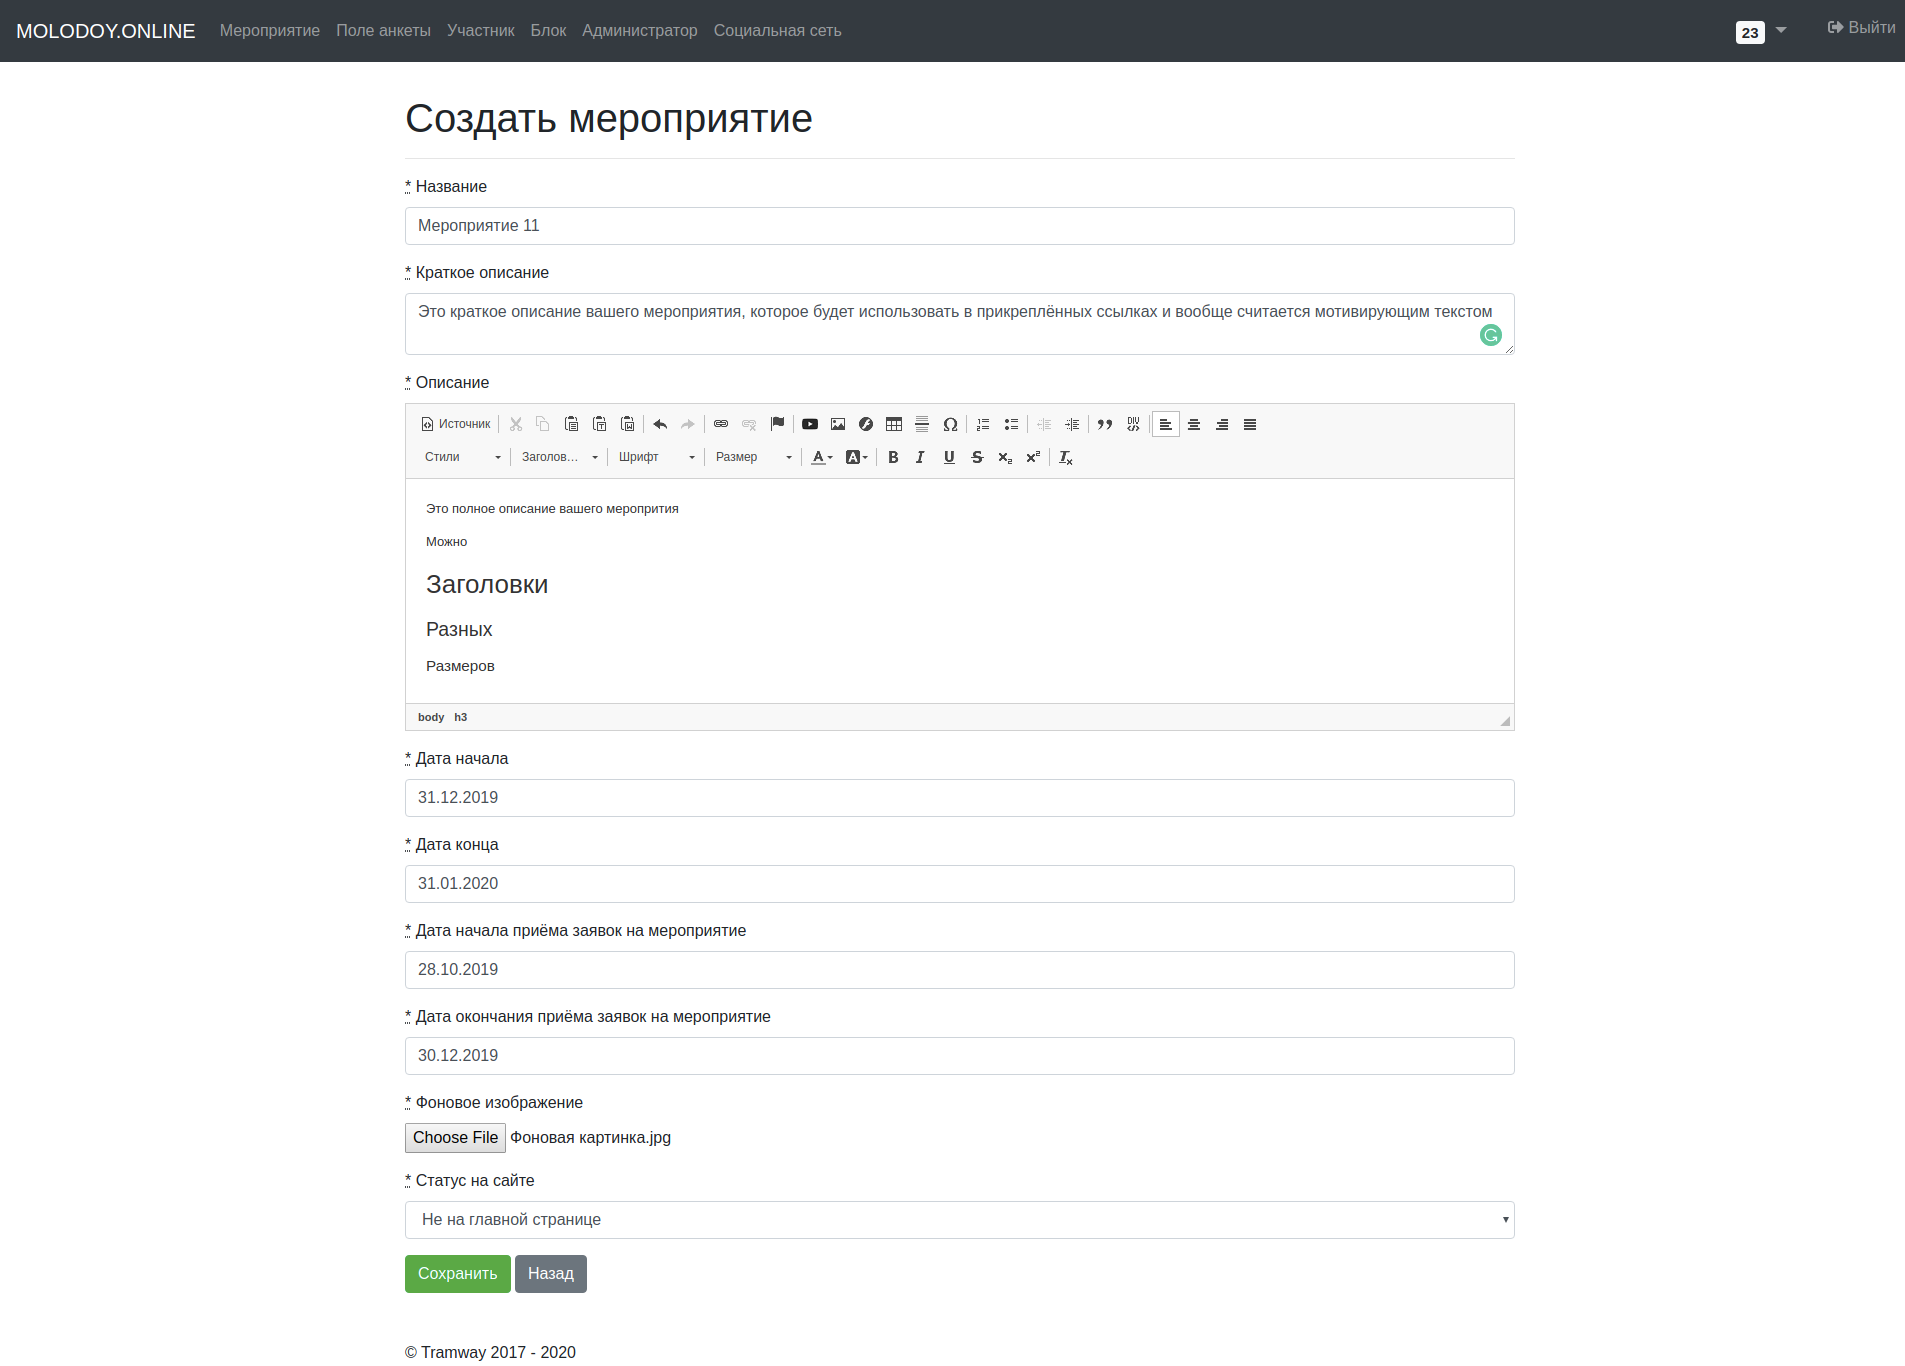 MOLODOY.ONLINE Мероприятие Поле анкеты Участник Блок Администратор Социальная сеть 23 Выйти
Создать мероприятие
* Название
Мероприятие 11
* Краткое описание
Это краткое описание вашего мероприятия, которое будет использовать в прикреплённых ссылках и вообще считается мотивирующим текстом
* Описание
Источник
Стили Заголов... Шрифт Размер
Это полное описание вашего меропрития
Можно
Заголовки
Разных
Размеров
body h3
* Дата начала
31.12.2019
* Дата конца
31.01.2020
* Дата начала приёма заявок на мероприятие
28.10.2019
* Дата окончания приёма заявок на мероприятие
30.12.2019
* Фоновое изображение
Choose File Фоновая картинка.jpg
* Статус на сайте
Не на главной странице
Сохранить Назад
© Tramway 2017 - 2020